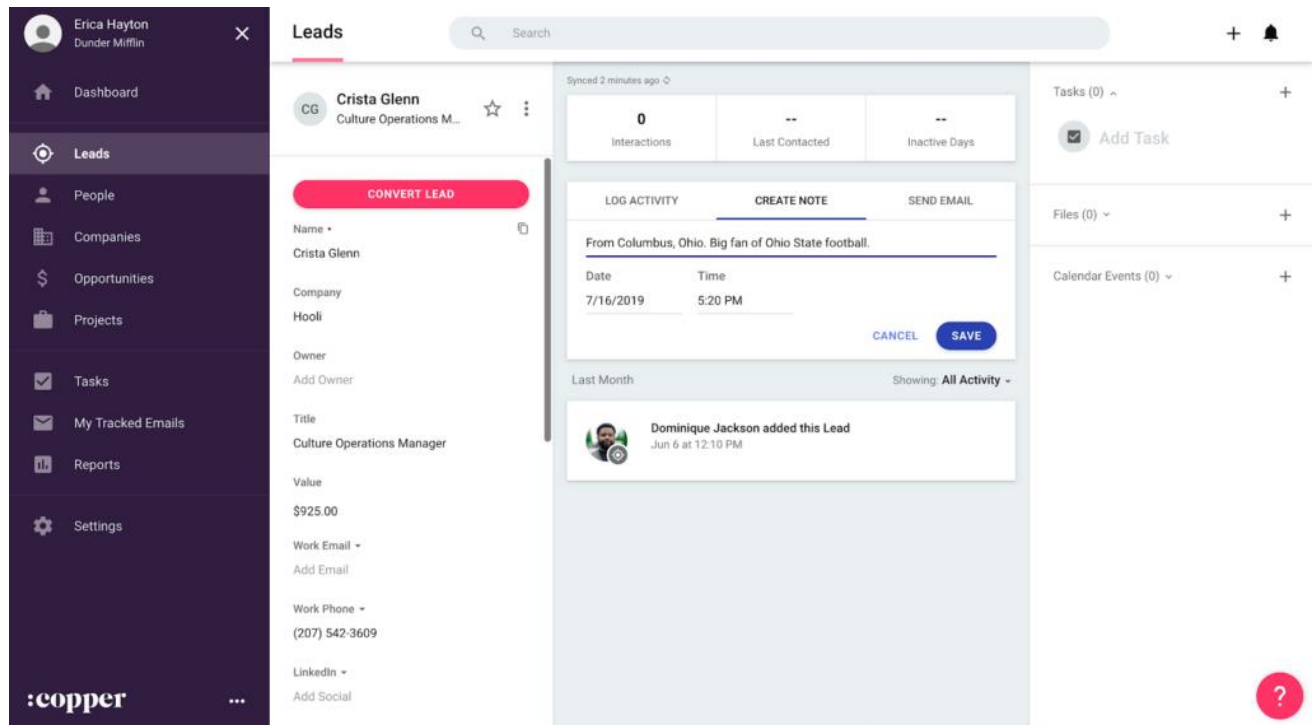 Erica Hayton
Dunder Mifflin
Dashboard
Leads
People
Companies
Opportunities
Projects
Tasks
My Tracked Emails
Reports
Settings
:copper
Leads
Search
CG
Crista Glenn
Culture Operations M...
CONVERT LEAD
Name •
Crista Glenn
Company
Hooli
Owner
Add Owner
Title
Culture Operations Manager
Value
$925.00
Work Email
Add Email
Work Phone
(207) 542-3609
LinkedIn
Add Social
Synced 2 minutes ago
0 -- --
Interactions Last Contacted Inactive Days
LOG ACTIVITY CREATE NOTE SEND EMAIL
From Columbus, Ohio. Big fan of Ohio State football.
Date Time
7/16/2019 5:20 PM
CANCEL SAVE
Last Month Showing: All Activity
Dominique Jackson added this Lead
Jun 6 at 12:10 PM
Tasks (0)
Add Task
Files (0)
Calendar Events (0)
?